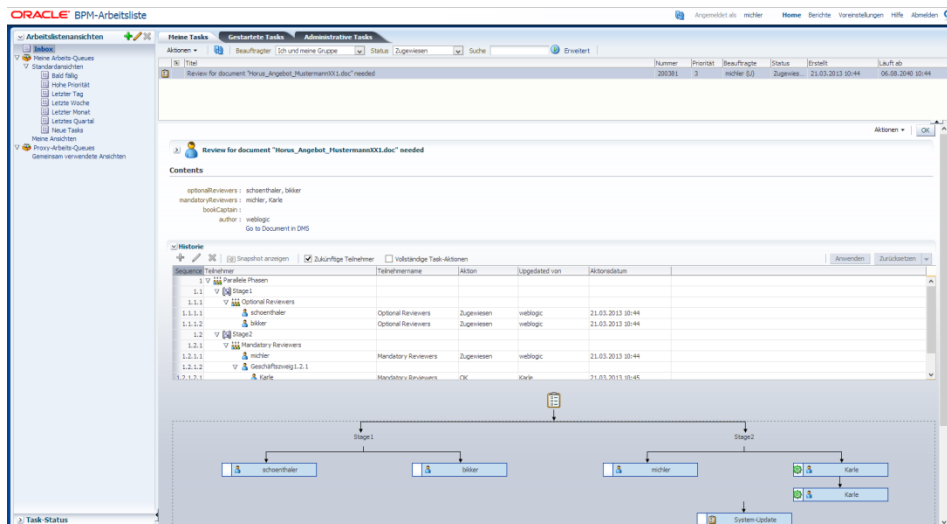 ORACLE® BPM-Arbeitsliste
Angemeldet als michler Home Berichte Voreinstellungen Hilfe Abmelden
Arbeitslistenansichten
Inbox
Meine Arbeits-Queues
Standardansichten
Bald fällig
Hohe Priorität
Letzter Tag
Letzte Woche
Letzter Monat
Letztes Quartal
Neue Tasks
Meine Ansichten
Proxy-Arbeits-Queues
Gemeinsam verwendete Ansichten
Task-Status
Meine Tasks Gestartete Tasks Administrative Tasks
Aktionen Beauftragter Ich und meine Gruppe Status Zugewiesen Suche Erweitert
Titel Nummer Priorität Beauftragte Status Erstellt Läuft ab
Review for document "Horus_Angebot_MustermannXX1.doc" needed 200381 3 michler (U) Zugewies... 21.03.2013 10:44 06.08.2040 10:44
Aktionen OK
Review for document "Horus_Angebot_MustermannXX1.doc" needed
Contents
optionalReviewers : schoenthaler, bikker
mandatoryReviewers : michler, Karle
bookCaptain :
author : weblogic
Go to Document in DMS
Historie
Snapshot anzeigen Zukünftige Teilnehmer Vollständige Task-Aktionen Anwenden Zurücksetzen
Sequence Teilnehmer Teilnehmername Aktion Upgedated von Aktionsdatum
1 Parallele Phasen
1.1 Stage1
1.1.1 Optional Reviewers
1.1.1.1 schoenthaler Optional Reviewers Zugewiesen weblogic 21.03.2013 10:44
1.1.1.2 bikker Optional Reviewers Zugewiesen weblogic 21.03.2013 10:44
1.2 Stage2
1.2.1 Mandatory Reviewers
1.2.1.1 michler Mandatory Reviewers Zugewiesen weblogic 21.03.2013 10:44
1.2.1.2 Geschäftszweig1.2.1
1.2.1.2.1 Karle Mandatory Reviewers OK Karle 21.03.2013 10:45
Stage1 Stage2
schoenthaler bikker michler Karle
Karle
System-Update